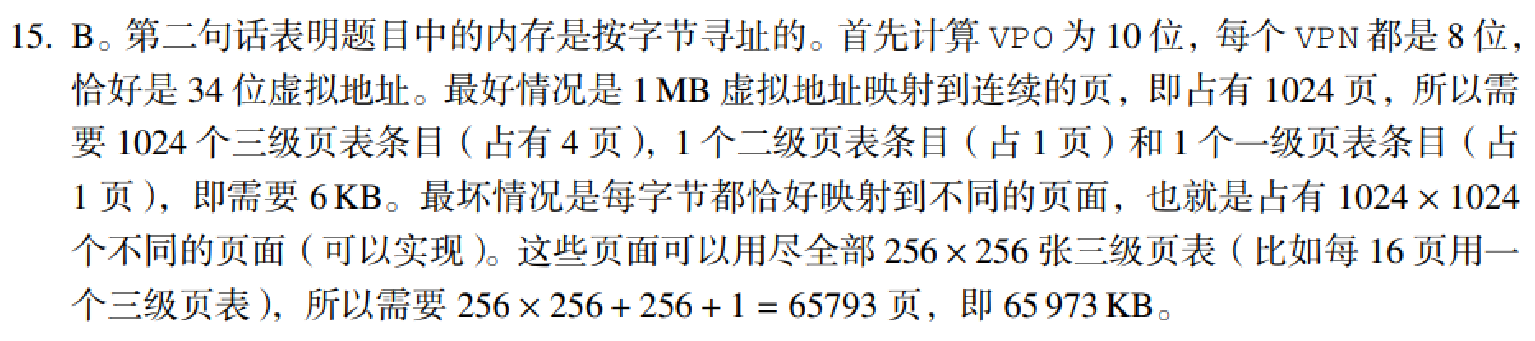 15. B。第二句话表明题目中的内存是按字节寻址的。首先计算 VPO 为 10 位，每个 VPN 都是 8 位，
恰好是 34 位虚拟地址。最好情况是 1 MB 虚拟地址映射到连续的页，即占有 1024 页，所以需
要 1024 个三级页表条目（占有 4 页），1 个二级页表条目（占 1 页）和 1 个一级页表条目（占
1 页），即需要 6 KB。最坏情况是每字节都恰好映射到不同的页面，也就是占有 1024 × 1024
个不同的页面（可以实现）。这些页面可以用尽全部 256 × 256 张三级页表（比如每 16 页用一
个三级页表），所以需要 256 × 256 + 256 + 1 = 65793 页，即 65 973 KB。